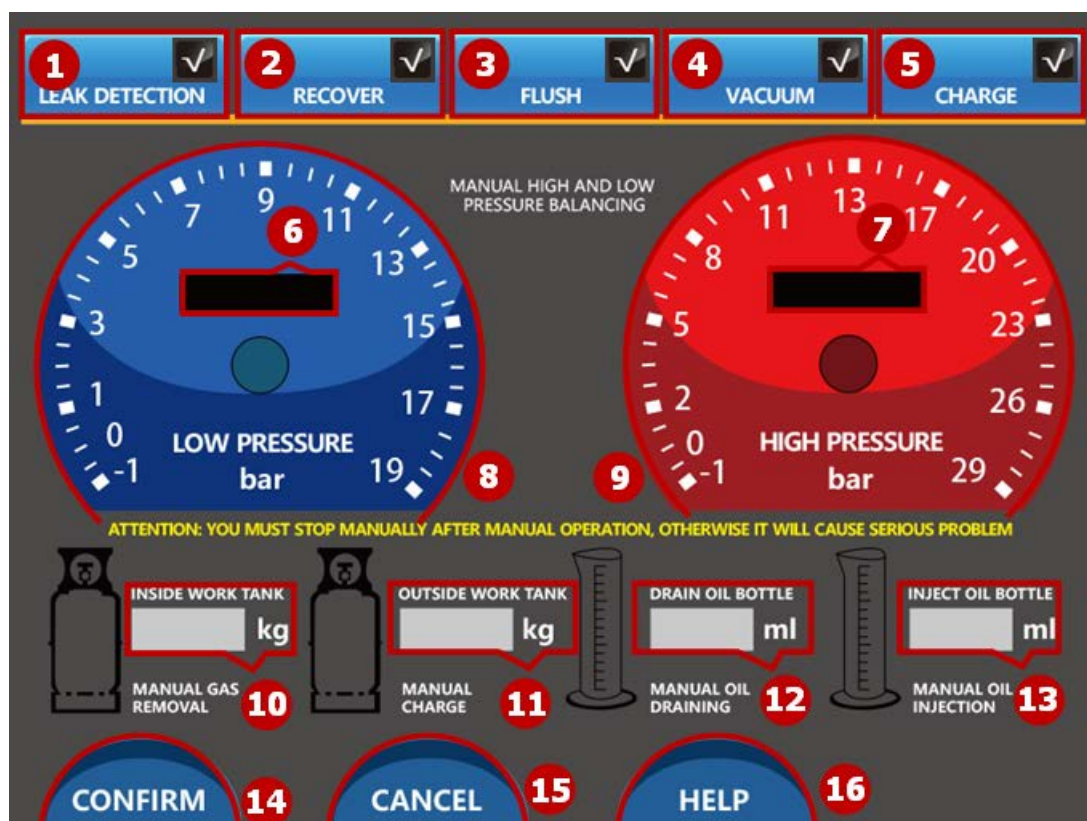 1
2
3
4
5
√
√
√
√
√
LEAK DETECTION
RECOVER
FLUSH
VACUUM
CHARGE
MANUAL HIGH AND LOW
PRESSURE BALANCING
-1
0
1
3
5
7
9
11
13
15
17
19
6
LOW PRESSURE
bar
8
-1
0
2
5
8
11
13
17
20
23
26
29
7
HIGH PRESSURE
bar
9
ATTENTION: YOU MUST STOP MANUALLY AFTER MANUAL OPERATION, OTHERWISE IT WILL CAUSE SERIOUS PROBLEM
INSIDE WORK TANK
kg
MANUAL GAS
REMOVAL
10
OUTSIDE WORK TANK
kg
MANUAL
CHARGE
11
DRAIN OIL BOTTLE
ml
MANUAL OIL
DRAINING
12
INJECT OIL BOTTLE
ml
MANUAL OIL
INJECTION
13
CONFIRM
14
CANCEL
15
HELP
16